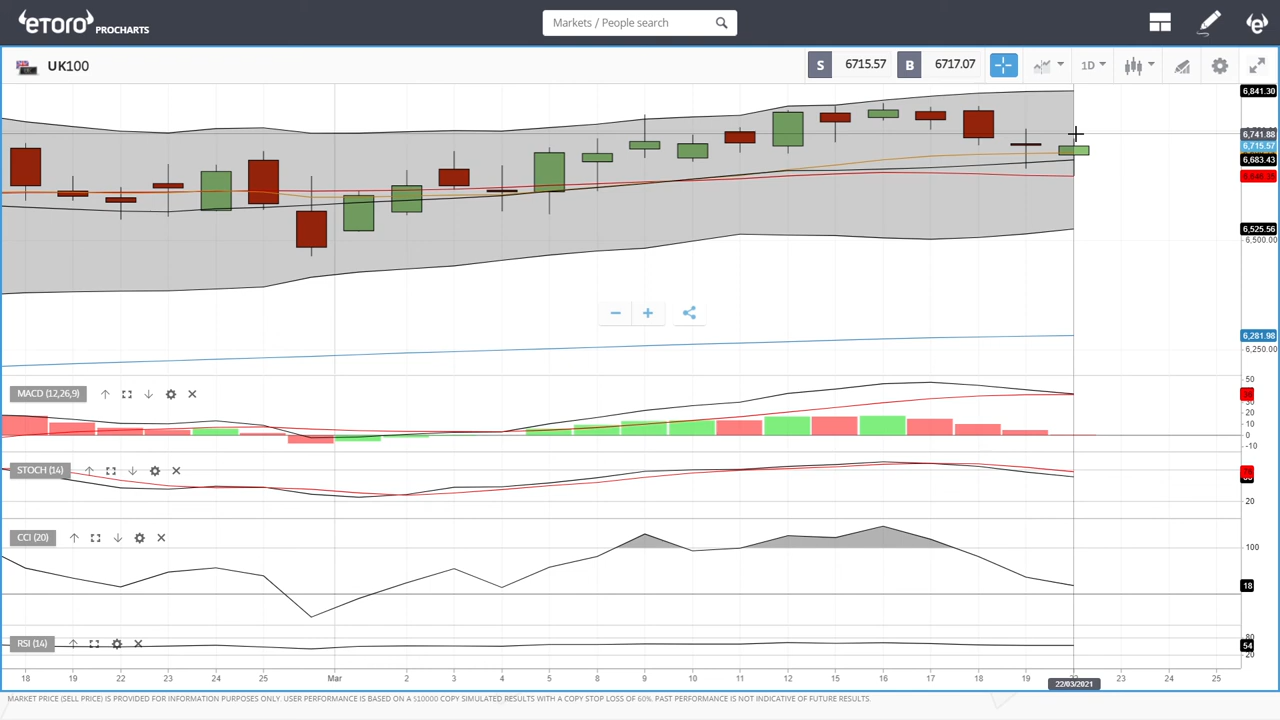 eToro PROCHARTS
Markets / People search
UK100
S 6715.57 B 6717.07 1D
6,841.30
6,741.88
6,715.57
6,683.43
6,525.56
6,500.00
6,281.98
6,250.00
MACD (12,26,9)
50
30
20
10
0
-10
STOCH (14)
20
CCI (20)
100
18
RSI (14)
80
54
20
18 19 22 23 24 25 Mar 2 3 4 5 8 9 10 11 12 15 16 17 18 19 23 24 25
22/03/2021
MARKET PRICE (SELL PRICE) IS PROVIDED FOR INFORMATION PURPOSES ONLY. USER PERFORMANCE IS BASED ON A $10000 COPY SIMULATED RESULTS WITH A COPY STOP LOSS OF 60%. PAST PERFORMANCE IS NOT INDICATIVE OF FUTURE RESULTS.